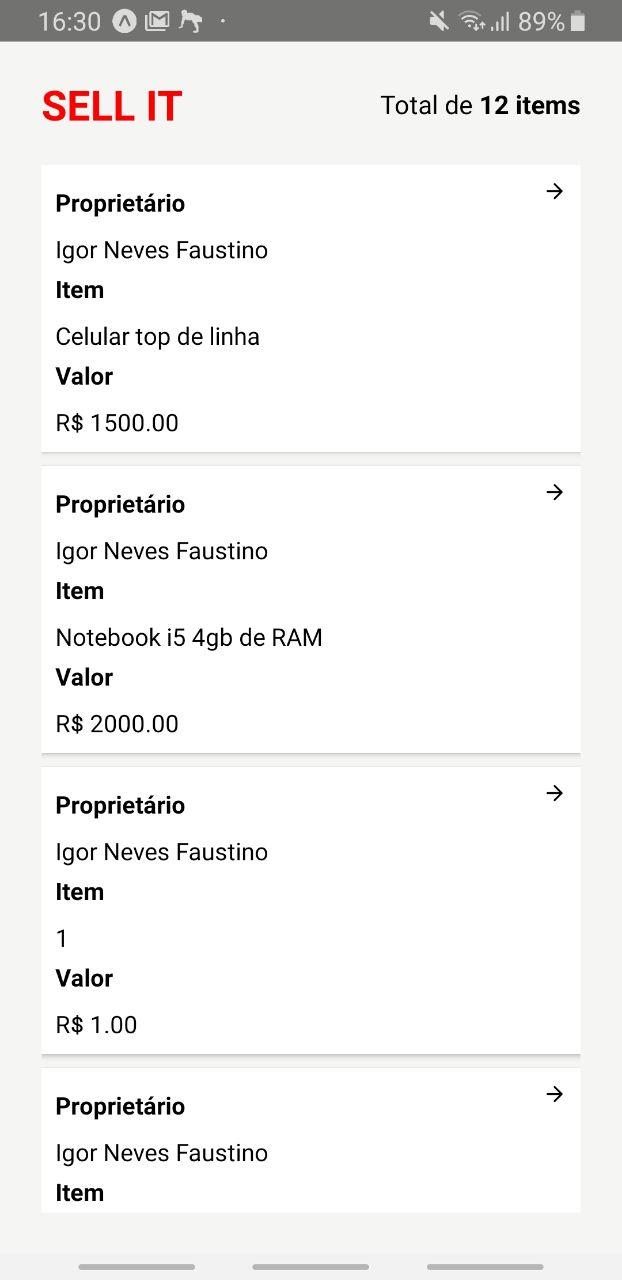 16:30
89%
SELL IT
Total de 12 items
Proprietário
Igor Neves Faustino
Item
Celular top de linha
Valor
R$ 1500.00
Proprietário
Igor Neves Faustino
Item
Notebook i5 4gb de RAM
Valor
R$ 2000.00
Proprietário
Igor Neves Faustino
Item
1
Valor
R$ 1.00
Proprietário
Igor Neves Faustino
Item